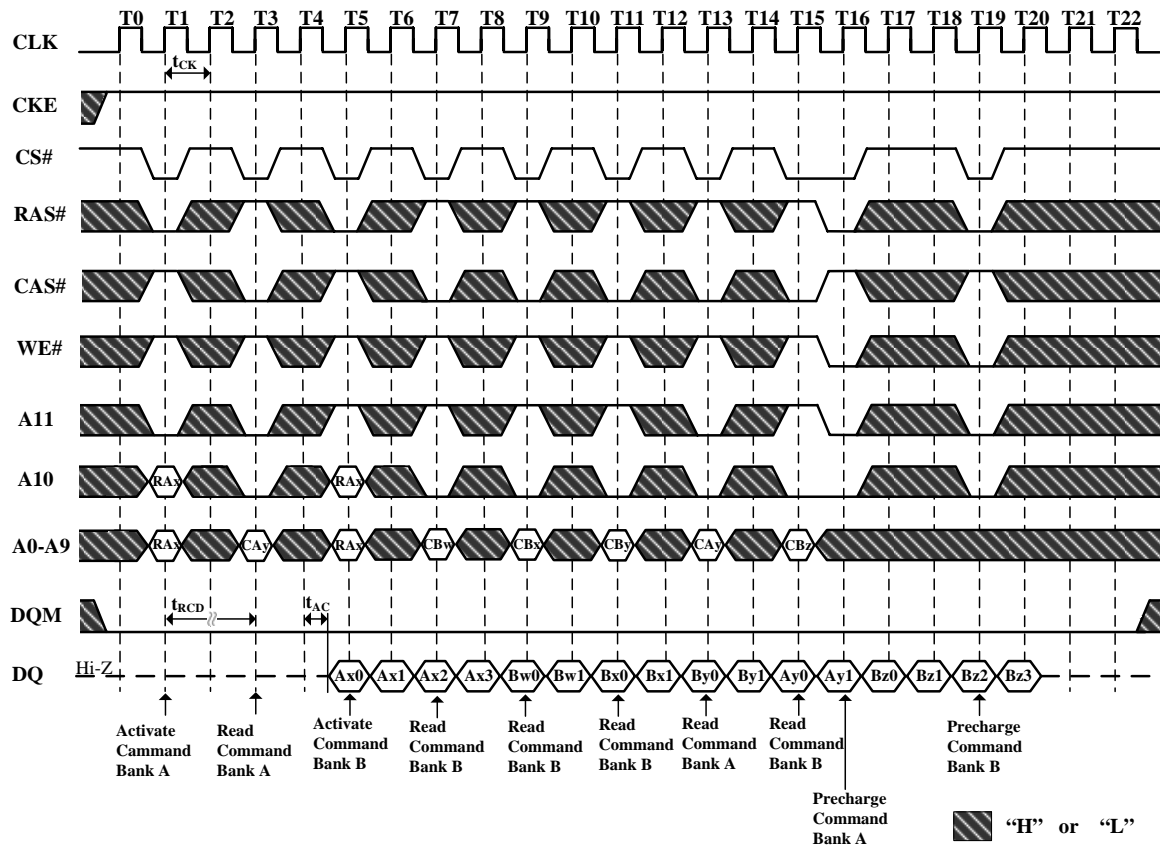 T0 T1 T2 T3 T4 T5 T6 T7 T8 T9 T10 T11 T12 T13 T14 T15 T16 T17 T18 T19 T20 T21 T22
CLK
tCK
CKE
CS#
RAS#
CAS#
WE#
A11
A10 RAx RAx
A0-A9 RAx CAy RAx CBw CBx CBy CAy CBz
tRCD tAC
DQM
DQ Hi-Z Ax0 Ax1 Ax2 Ax3 Bw0 Bw1 Bx0 Bx1 By0 By1 Ay0 Ay1 Bz0 Bz1 Bz2 Bz3
Activate
Cammand
Bank A
Read
Command
Bank A
Activate
Command
Bank B
Read
Command
Bank B
Read
Command
Bank B
Read
Command
Bank B
Read
Command
Bank A
Read
Command
Bank B
Precharge
Command
Bank B
Precharge
Command
Bank A
“H” or “L”